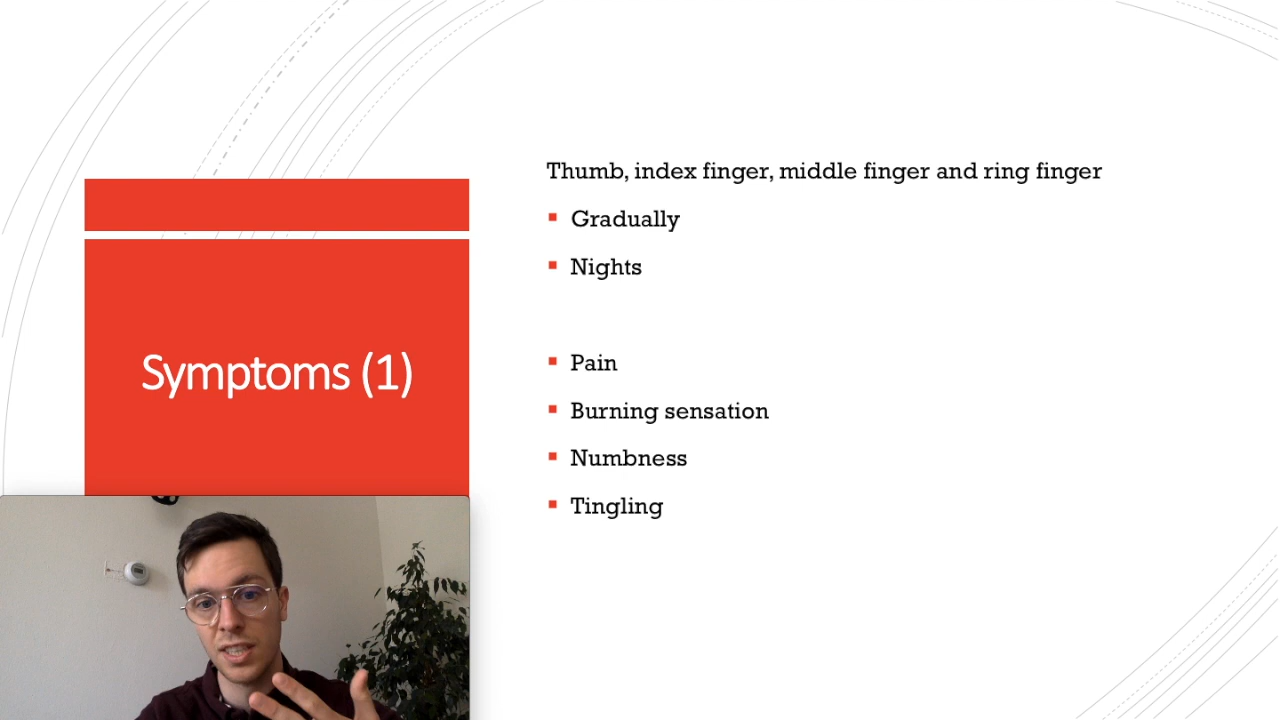 Symptoms (1)
Thumb, index finger, middle finger and ring finger
Gradually
Nights
Pain
Burning sensation
Numbness
Tingling